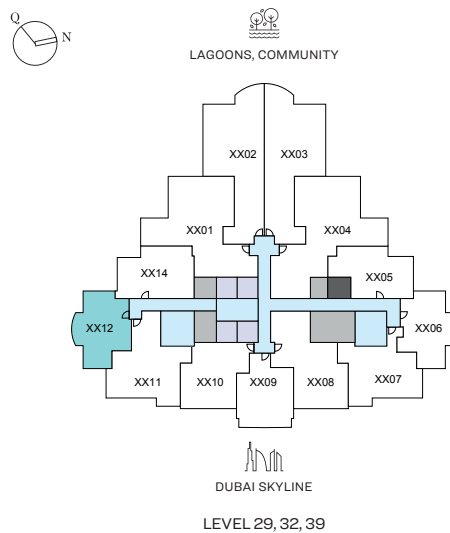 Q
N
LAGOONS, COMMUNITY
XX02 XX03
XX01 XX04
XX14 XX05
XX12 XX06
XX11 XX10 XX09 XX08 XX07
DUBAI SKYLINE
LEVEL 29, 32, 39